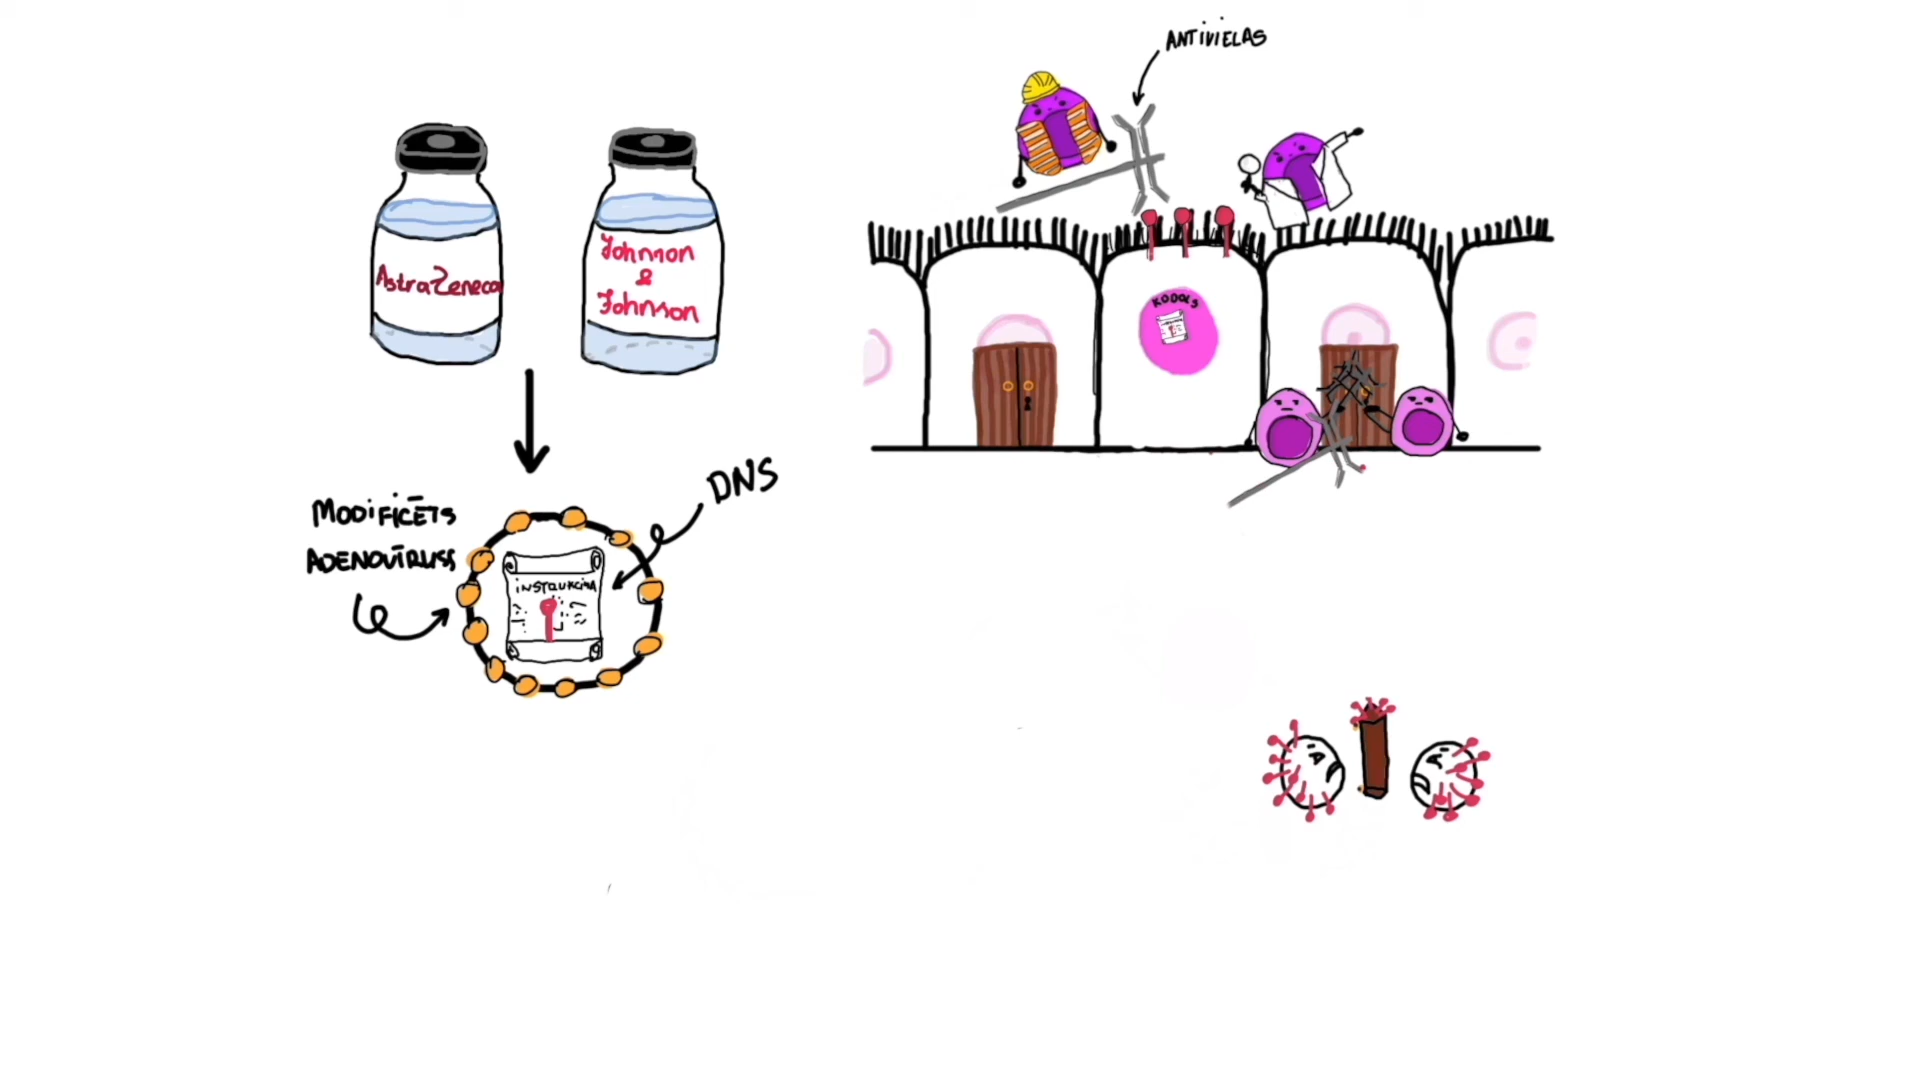 AstraZeneca
Johnson
&
Johnson
MODIFICĒTS
ADENOVĪRUSS
DNS
INSTRUKCIJA
ANTIVIELAS
KODOLS